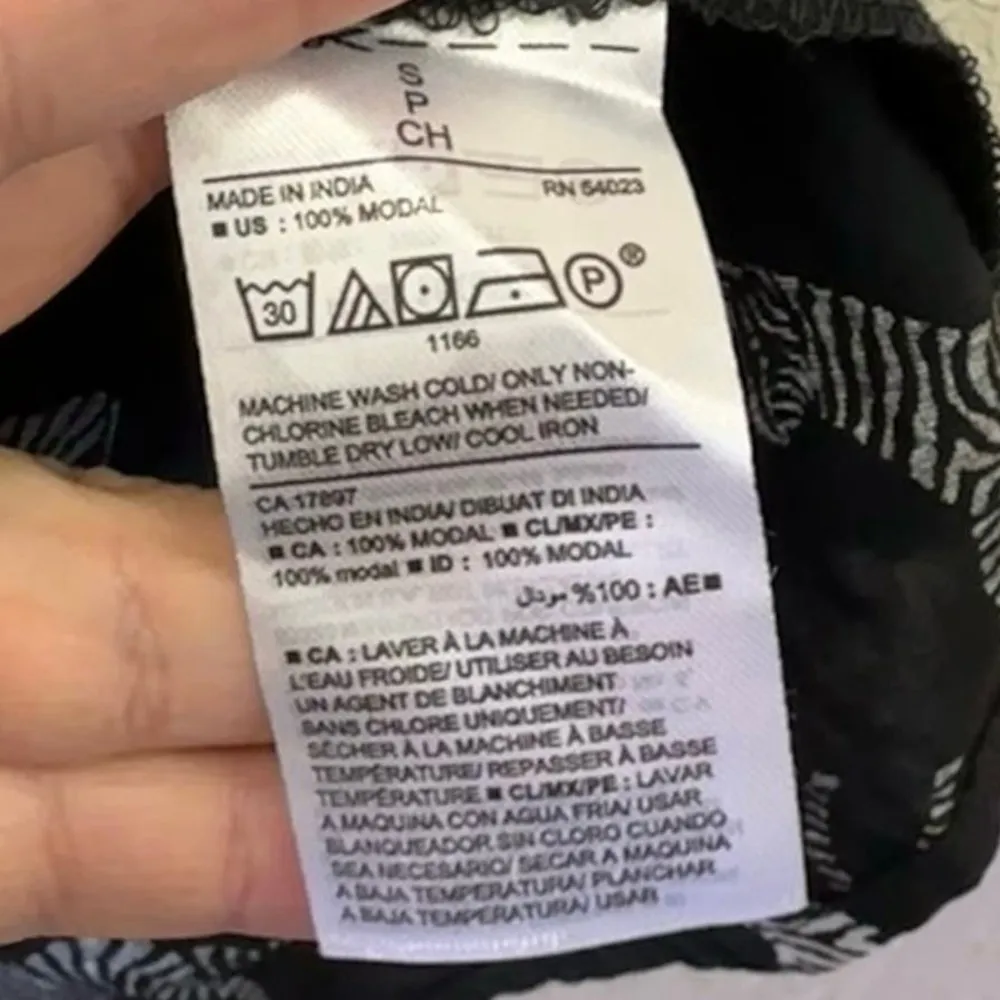 S
P
CH
MADE IN INDIA RN 54023
■ US : 100% MODAL
30 P ®
1166
MACHINE WASH COLD/ ONLY NON-
CHLORINE BLEACH WHEN NEEDED/
TUMBLE DRY LOW/ COOL IRON
CA 17897
HECHO EN INDIA/ DIBUAT DI INDIA
■ CA : 100% MODAL ■ CL/MX/PE :
100% modal ■ ID : 100% MODAL
■AE : 100% مودال
■ CA : LAVER À LA MACHINE À
L'EAU FROIDE/ UTILISER AU BESOIN
UN AGENT DE BLANCHIMENT
SANS CHLORE UNIQUEMENT/
SÉCHER À LA MACHINE À BASSE
TEMPÉRATURE/ REPASSER À BASSE
TEMPÉRATURE ■ CL/MX/PE : LAVAR
A MAQUINA CON AGUA FRIA/ USAR
BLANQUEADOR SIN CLORO CUANDO
SEA NECESARIO/ SECAR A MAQUINA
A BAJA TEMPERATURA/ PLANCHAR
A BAJA TEMPERATURA/ USAR